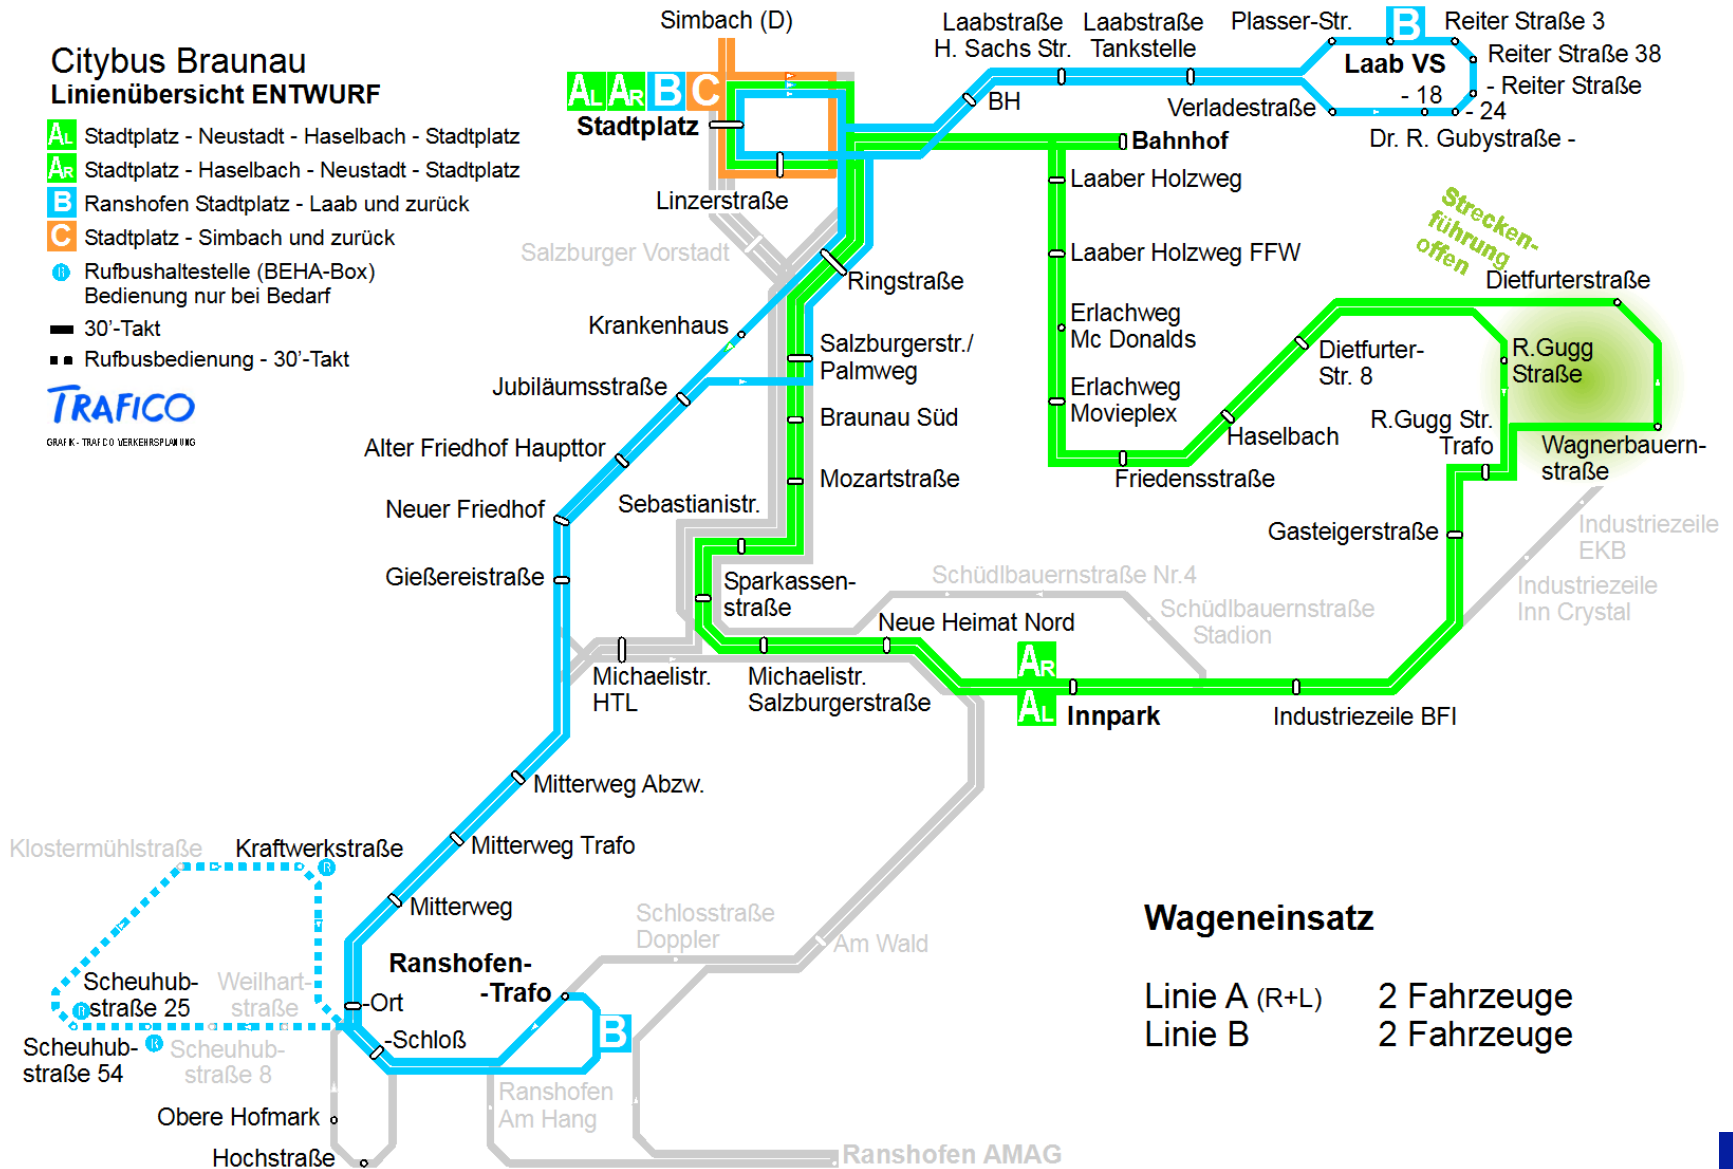 Citybus Braunau
Linienübersicht ENTWURF
AL Stadtplatz - Neustadt - Haselbach - Stadtplatz
AR Stadtplatz - Haselbach - Neustadt - Stadtplatz
B Ranshofen Stadtplatz - Laab und zurück
C Stadtplatz - Simbach und zurück
R Rufbushaltestelle (BEHA-Box)
Bedienung nur bei Bedarf
30'-Takt
Rufbusbedienung - 30'-Takt
TRAFICO
GRAFIK - TRAFICO VERKEHRSPLANUNG
Simbach (D)
AL AR B C
Stadtplatz
Linzerstraße
Salzburger Vorstadt
Laabstraße
H. Sachs Str.
Laabstraße
Tankstelle
Plasser-Str.
B
Reiter Straße 3
Reiter Straße 38
- Reiter Straße
- 24
Laab VS
- 18
BH
Verladestraße
Dr. R. Gubystraße -
Bahnhof
Laaber Holzweg
Laaber Holzweg FFW
Erlachweg
Mc Donalds
Erlachweg
Movieplex
Friedensstraße
Haselbach
Dietfurter-
Str. 8
Strecken-
führung
offen
Dietfurterstraße
R.Gugg
Straße
R.Gugg Str.
Trafo
Wagnerbauern-
straße
Gasteigerstraße
Industriezeile
EKB
Industriezeile
Inn Crystal
Ringstraße
Krankenhaus
Salzburgerstr./
Palmweg
Jubiläumsstraße
Braunau Süd
Alter Friedhof Haupttor
Mozartstraße
Neuer Friedhof
Sebastianistr.
Gießereistraße
Sparkassen-
straße
Schüdlbauernstraße Nr.4
Schüdlbauernstraße
Stadion
Neue Heimat Nord
Michaelistr.
HTL
Michaelistr.
Salzburgerstraße
AR
AL
Innpark
Industriezeile BFI
Mitterweg Abzw.
Mitterweg Trafo
Mitterweg
Klostermühlstraße
Kraftwerkstraße
R
Schlosstraße
Doppler
Am Wald
Ranshofen-
-Trafo
Scheuhub-
straße 25
R
Weilhart-
straße
-Ort
-Schloß
B
Scheuhub-
straße 54
R
Scheuhub-
straße 8
Ranshofen
Am Hang
Obere Hofmark
Hochstraße
Ranshofen AMAG
Wageneinsatz
Linie A (R+L) 2 Fahrzeuge
Linie B 2 Fahrzeuge